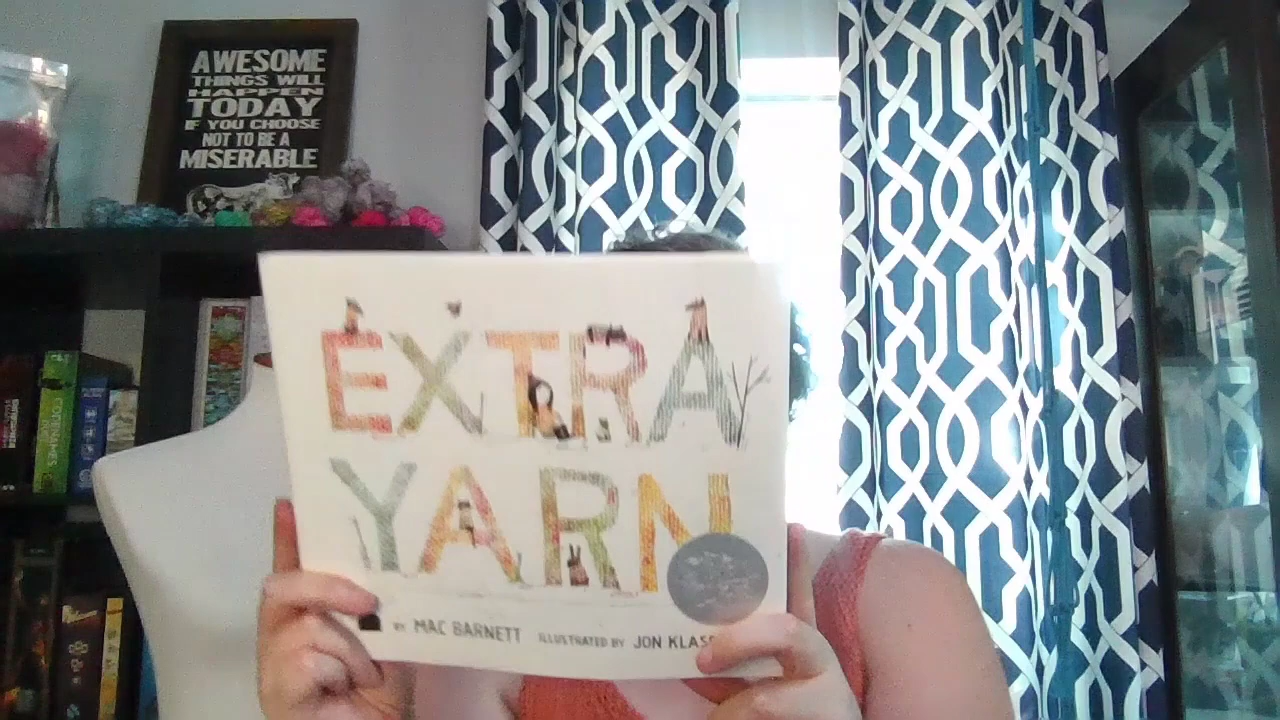 AWESOME
THINGS WILL
HAPPEN
TODAY
IF YOU CHOOSE
NOT TO BE A
MISERABLE
EXTRA
YARN
BY MAC BARNETT ILLUSTRATED BY JON KLASS
CODENAMES